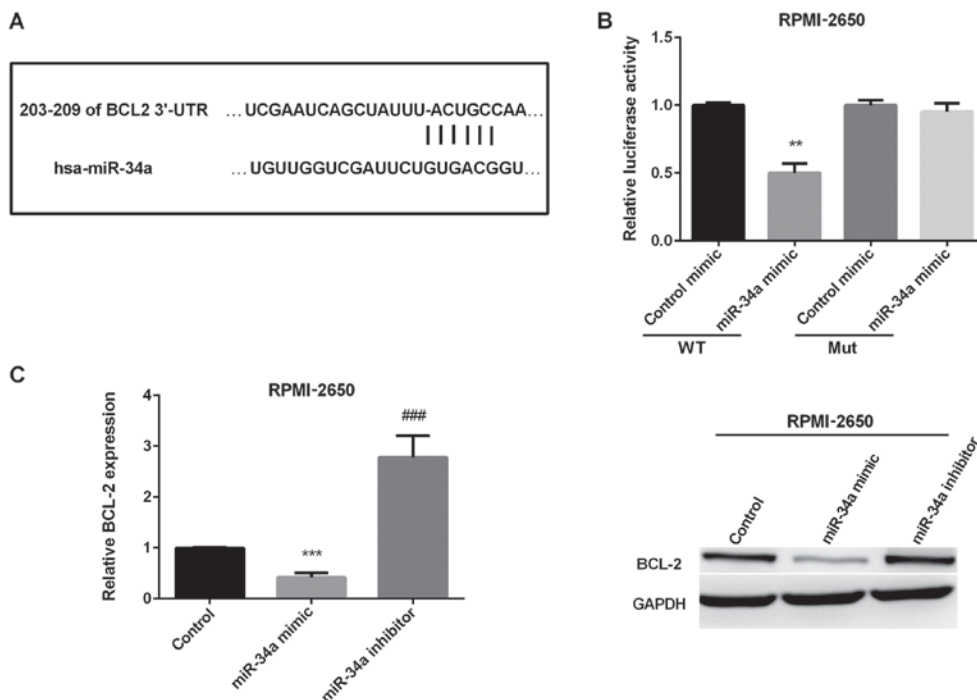 A
203-209 of BCL2 3'-UTR ...UCGAAUCAGCUAUUU-ACUGCCAA...
hsa-miR-34a ...UGUUGGUCGAUUCUGUGACGGU...
B
RPMI-2650
Relative luciferase activity
1.5
1.0
0.5
0.0
**
Control mimic
miR-34a mimic
Control mimic
miR-34a mimic
WT
Mut
C
RPMI-2650
Relative BCL-2 expression
4
3
2
1
0
***
###
Control
miR-34a mimic
miR-34a inhibitor
RPMI-2650
Control
miR-34a mimic
miR-34a inhibitor
BCL-2
GAPDH